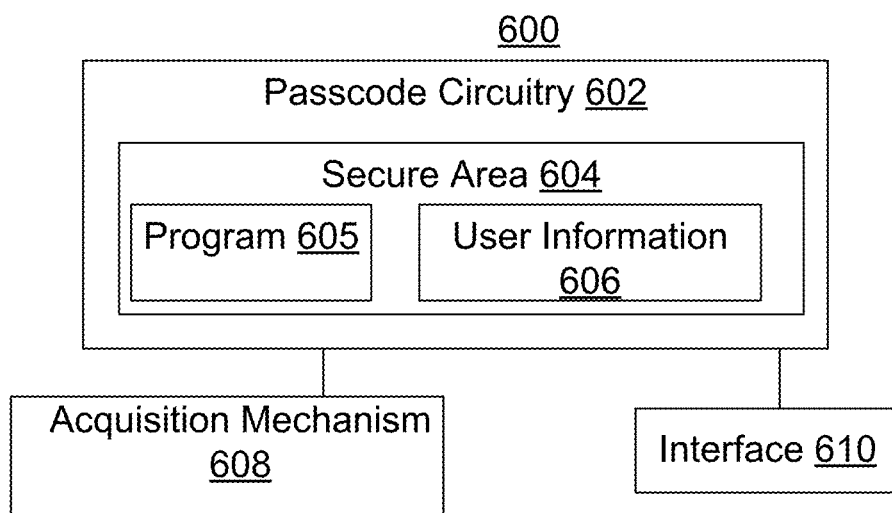 600
Passcode Circuitry 602
Secure Area 604
Program 605
User Information
606
Acquisition Mechanism
608
Interface 610